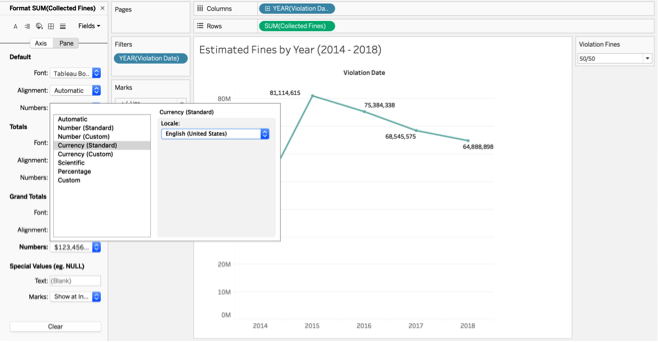 Format SUM(Collected Fines)
Fields
Axis
Pane
Default
Font:
Tableau Bo...
Alignment:
Automatic
Numbers:
Totals
Font:
Alignment:
Numbers:
Grand Totals
Font:
Alignment:
Numbers:
$123,456...
Special Values (eg. NULL)
Text:
(Blank)
Marks:
Show at In...
Clear
Automatic
Number (Standard)
Number (Custom)
Currency (Standard)
Currency (Custom)
Scientific
Percentage
Custom
Currency (Standard)
Locale:
English (United States)
Pages
Filters
YEAR(Violation Date)
Marks
Columns
YEAR(Violation Da..
Rows
SUM(Collected Fines)
Estimated Fines by Year (2014 - 2018)
Violation Date
80M
20M
10M
0M
81,114,615
75,384,338
68,545,575
64,888,898
2014
2015
2016
2017
2018
Violation Fines
50/50